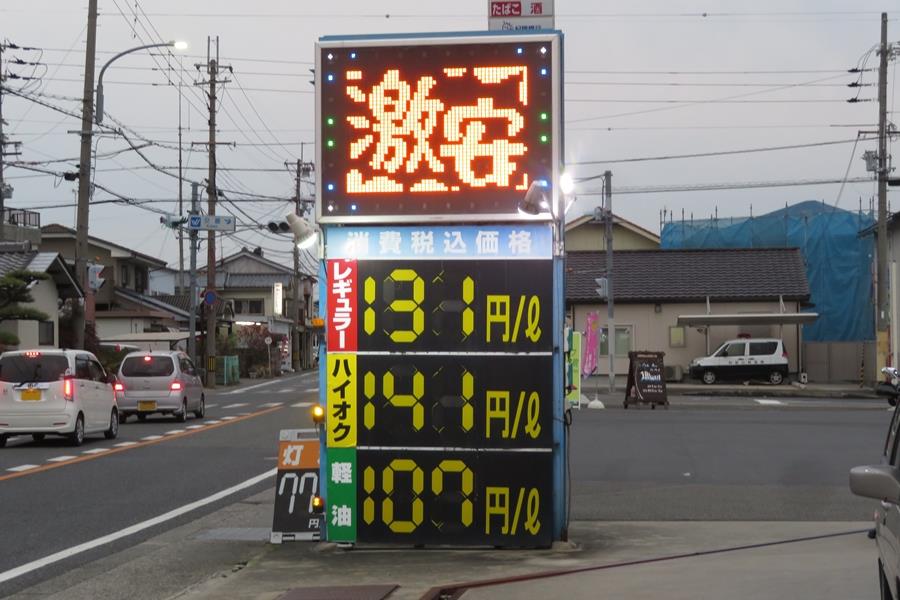 たばこ 酒
激安
消費税込価格
レギュラー 131 円/ℓ
ハイオク 141 円/ℓ
軽油 107 円/ℓ
灯
77
円